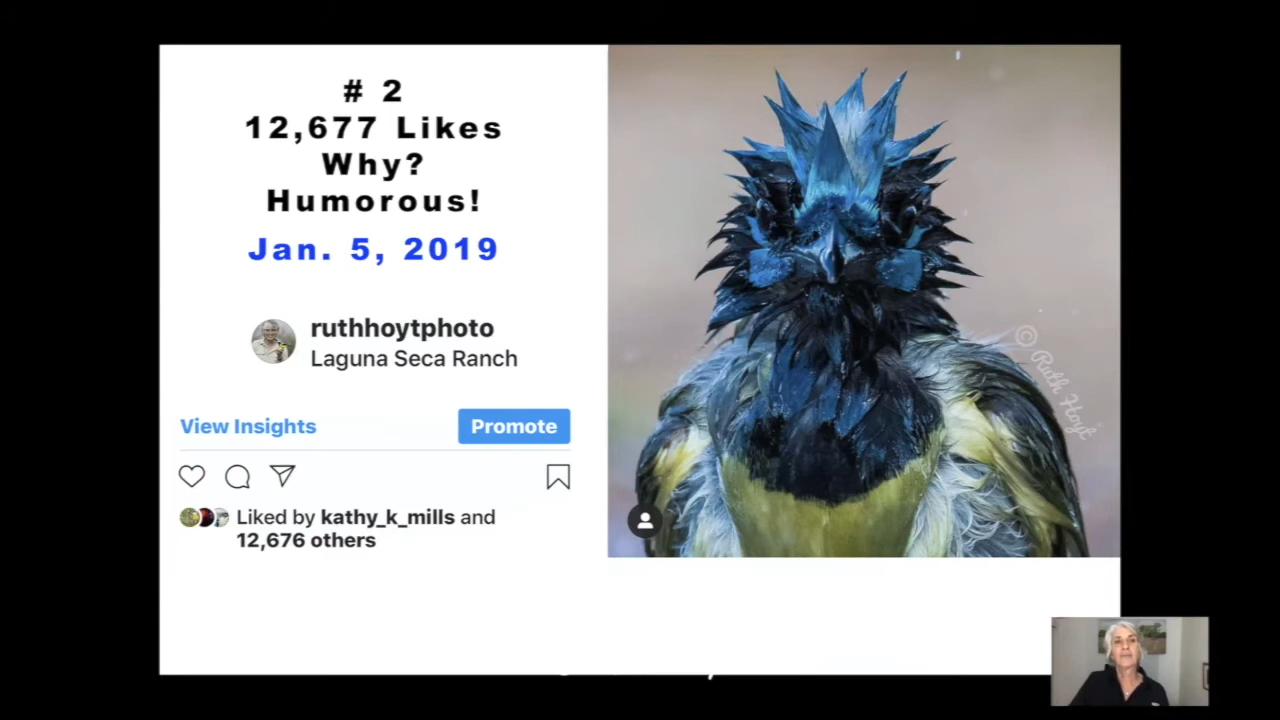 # 2
12,677 Likes
Why?
Humorous!
Jan. 5, 2019
ruthhoytphoto
Laguna Seca Ranch
View Insights
Promote
Liked by kathy_k_mills and
12,676 others
© Ruth Hoyt